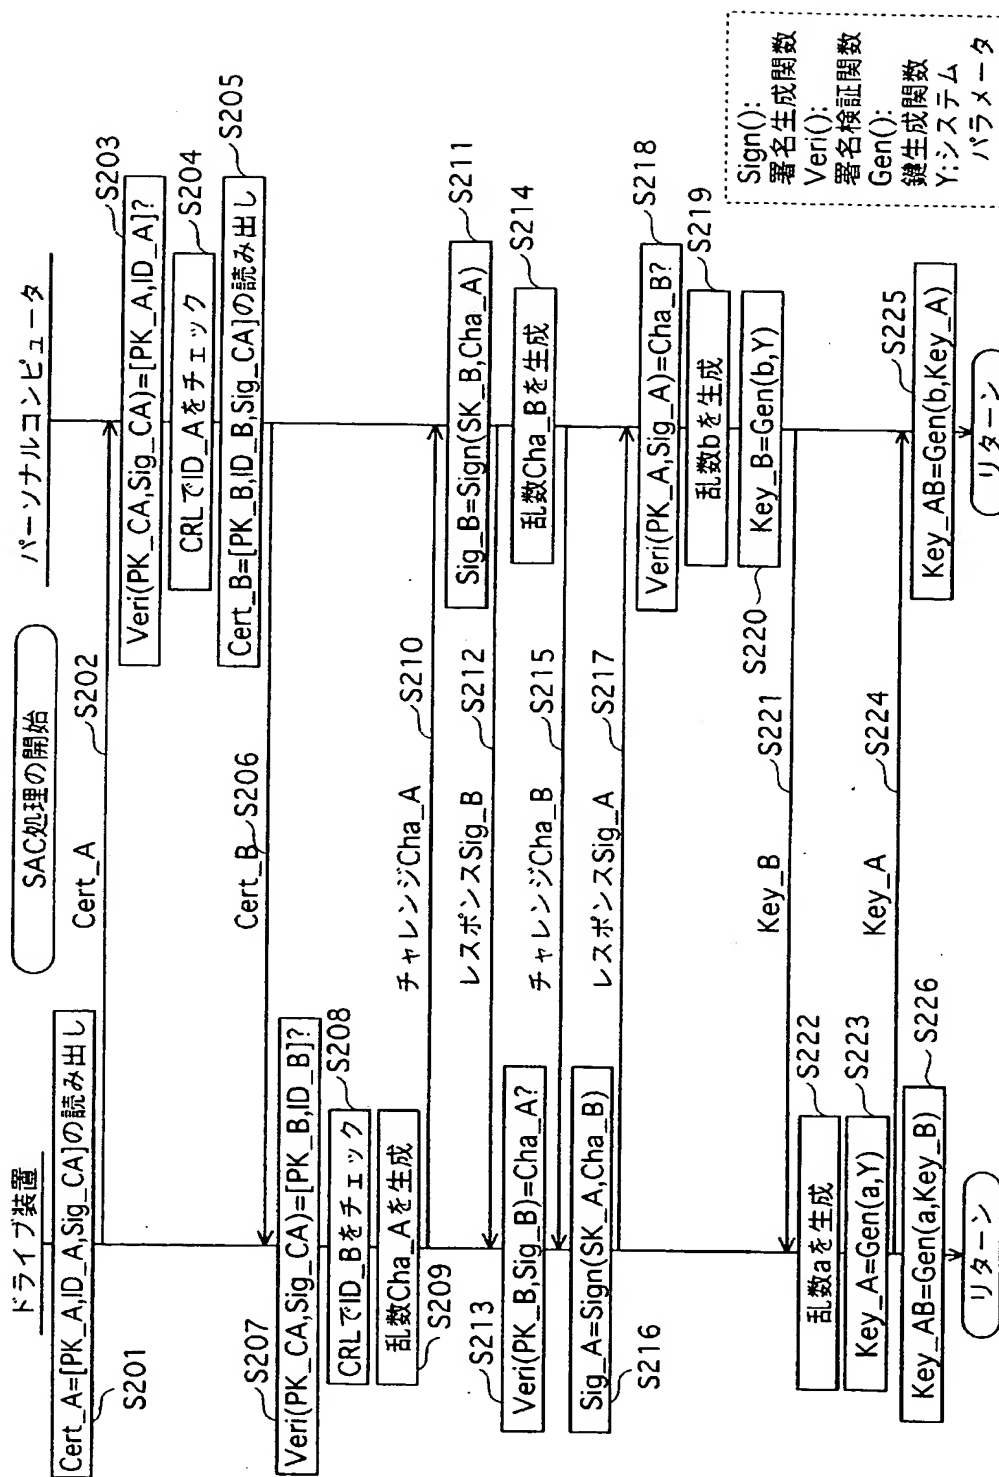 SAC処理の開始
ドライブ装置
パーソナルコンピュータ
Cert_A=[PK_A,ID_A,Sig_CA]の読み出し
S201
Cert_A
S202
Veri(PK_CA,Sig_CA)=[PK_A,ID_A]?
S203
CRLでID_Aをチェック
S204
Cert_B=[PK_B,ID_B,Sig_CA]の読み出し
S205
Cert_B
S206
Veri(PK_CA,Sig_CA)=[PK_B,ID_B]?
S207
CRLでID_Bをチェック
S208
乱数Cha_Aを生成
S209
チャレンジCha_A
S210
Sig_B=Sign(SK_B,Cha_A)
S211
レスポンスSig_B
S212
Veri(PK_B,Sig_B)=Cha_A?
S213
乱数Cha_Bを生成
S214
チャレンジCha_B
S215
Sig_A=Sign(SK_A,Cha_B)
S216
レスポンスSig_A
S217
Veri(PK_A,Sig_A)=Cha_B?
S218
乱数bを生成
S219
Key_B=Gen(b,Y)
S220
Key_B
S221
乱数aを生成
S222
Key_A=Gen(a,Y)
S223
Key_A
S224
Key_AB=Gen(b,Key_A)
S225
Key_AB=Gen(a,Key_B)
S226
リターン
リターン
Sign():
署名生成関数
Veri():
署名検証関数
Gen():
鍵生成関数
Y:システム
パラメータ